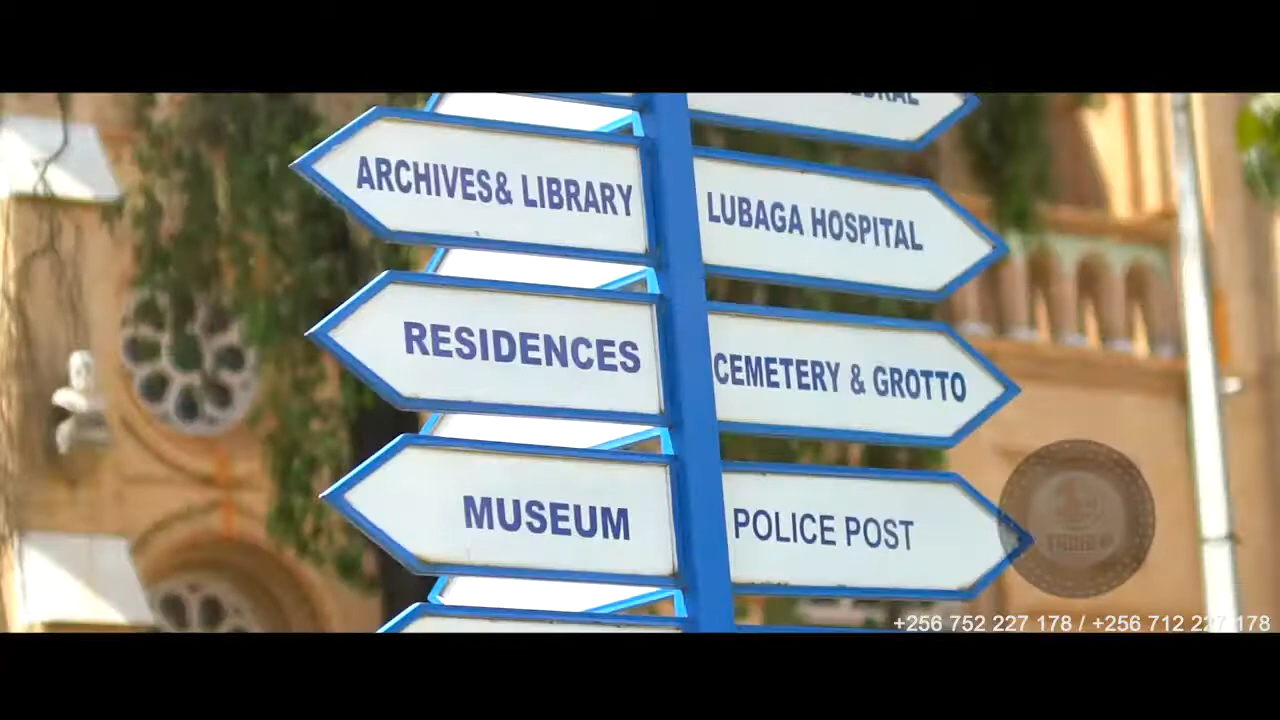 ARCHIVES& LIBRARY
LUBAGA HOSPITAL
RESIDENCES
CEMETERY & GROTTO
MUSEUM
POLICE POST
+256 752 227 178 / +256 712 227 178